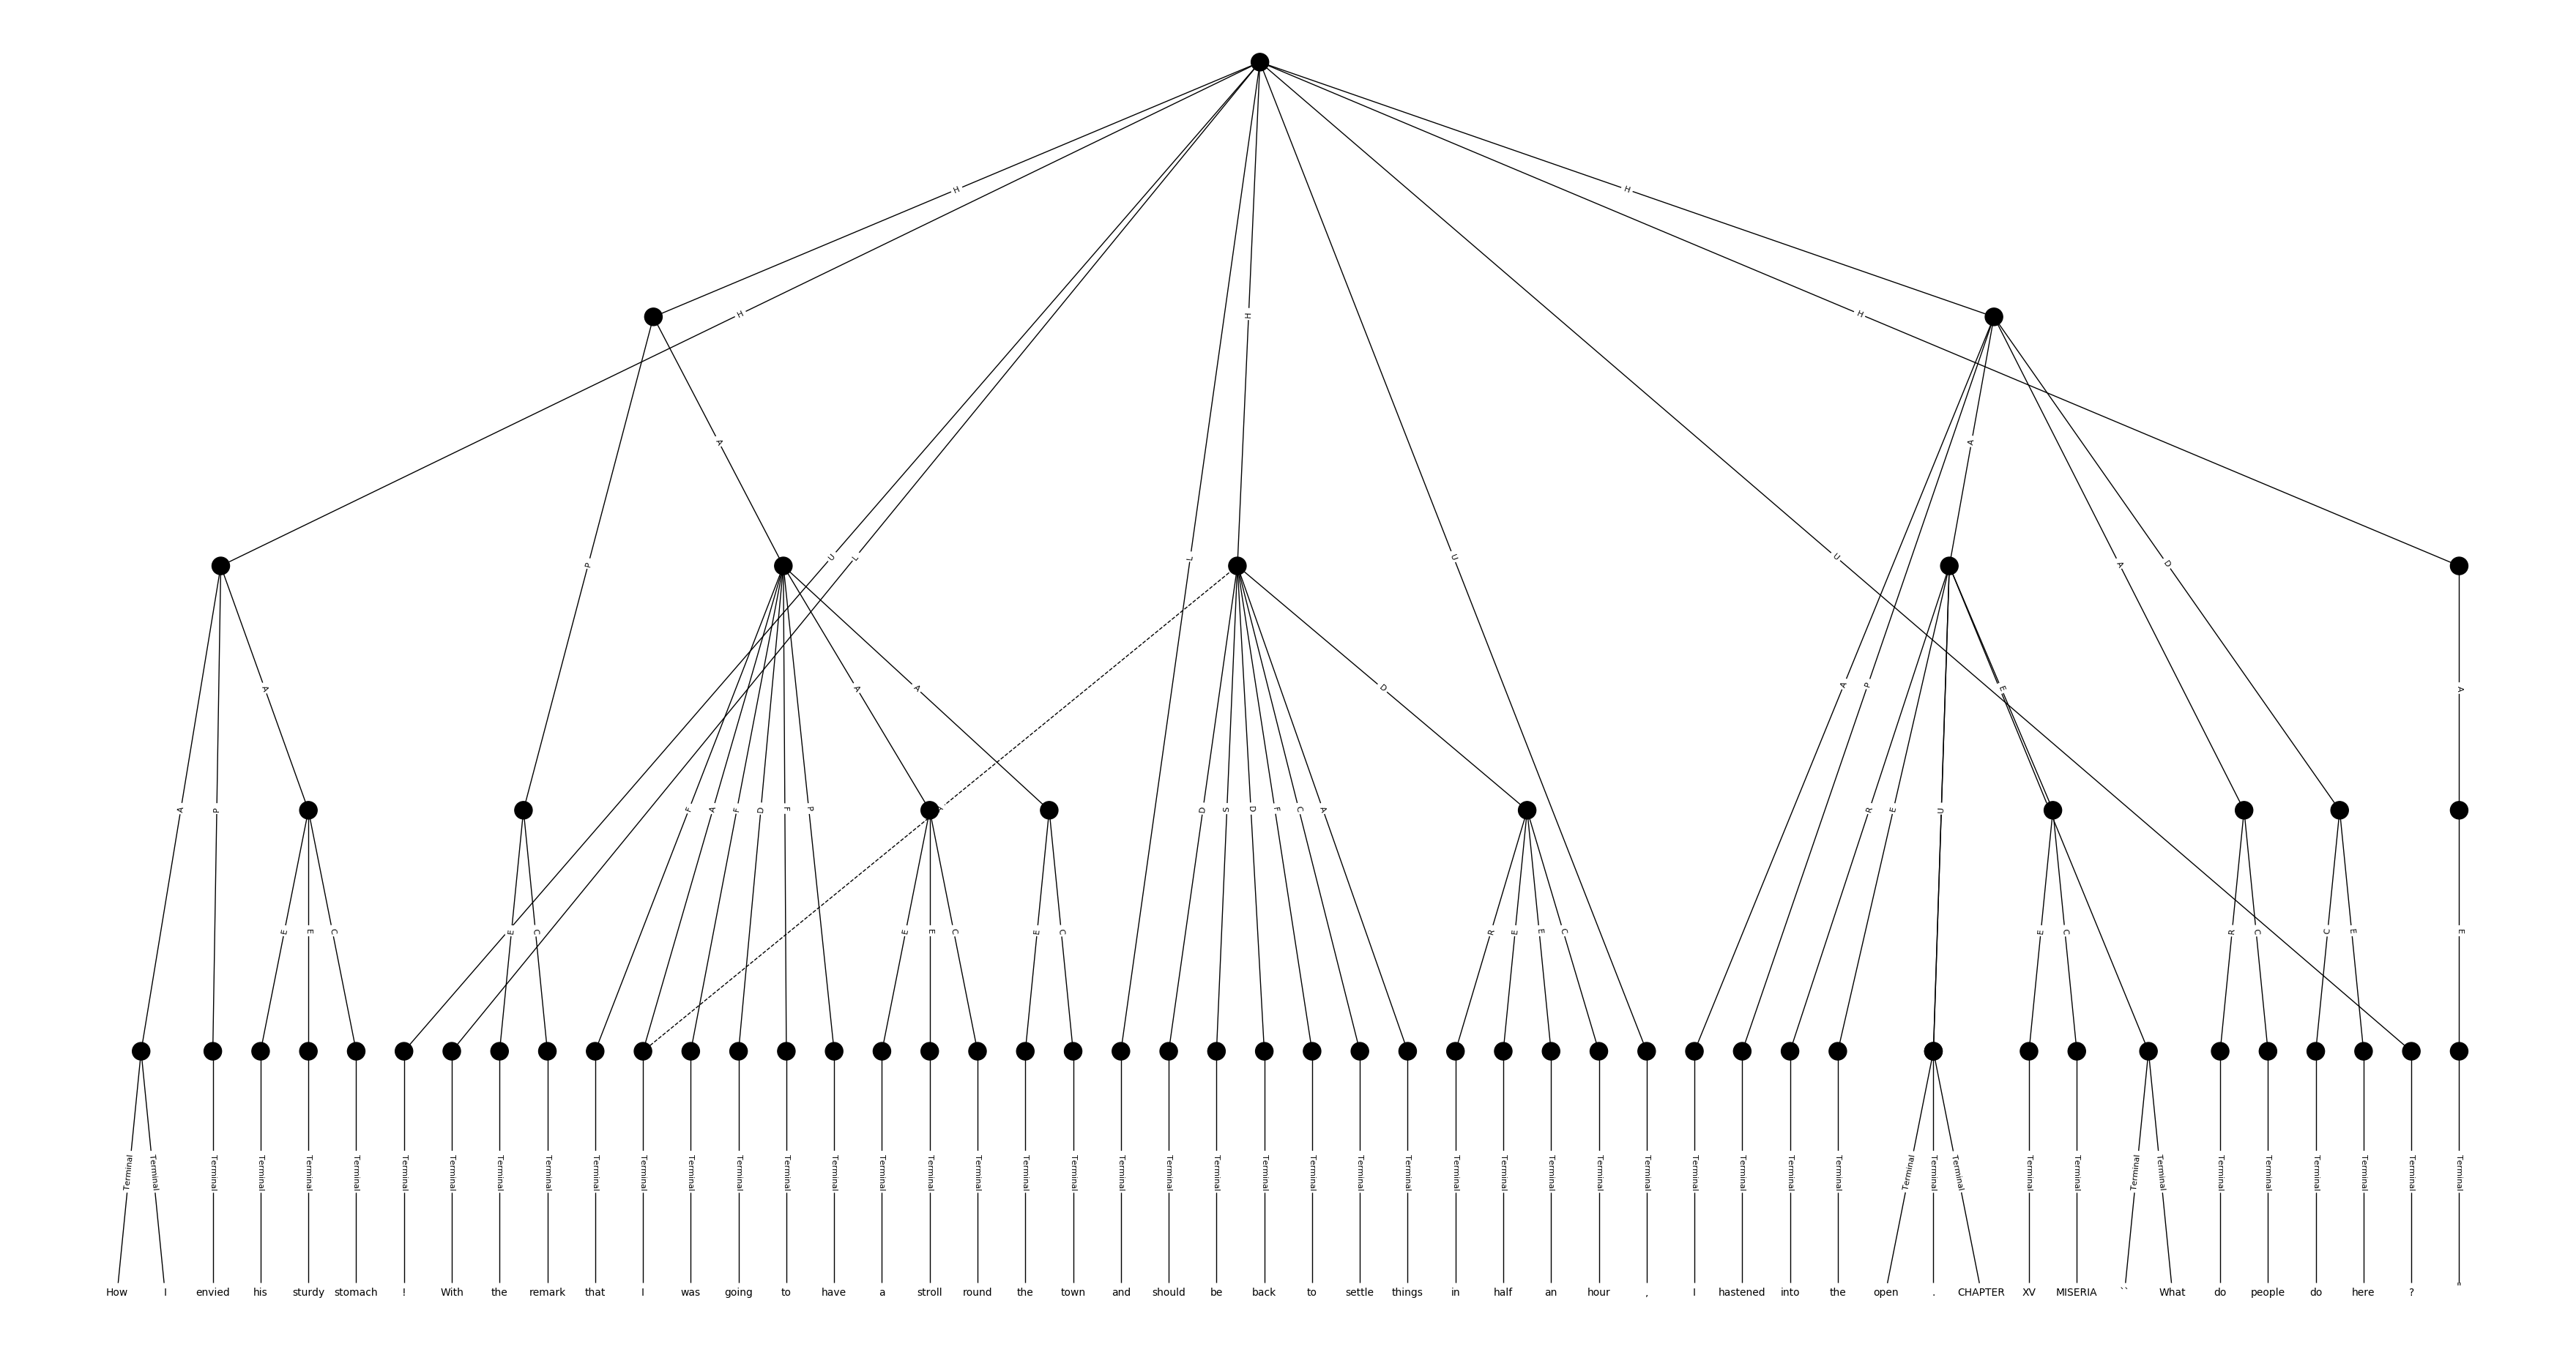 H H
H H
H
A A
P U L L U U A D
A A A D A P E A
A P F A F D F P D S D F C A R E U
E E C E C E E C E C R E E C E C R C C E E
Terminal Terminal Terminal Terminal Terminal Terminal Terminal Terminal Terminal Terminal Terminal Terminal Terminal Terminal Terminal Terminal Terminal Terminal Terminal Terminal Terminal Terminal Terminal Terminal Terminal Terminal Terminal Terminal Terminal Terminal Terminal Terminal Terminal Terminal Terminal Terminal Terminal Terminal Terminal Terminal Terminal Terminal Terminal Terminal Terminal Terminal Terminal Terminal Terminal Terminal
How I envied his sturdy stomach ! With the remark that I was going to have a stroll round the town and should be back to settle things in half an hour , I hastened into the open . CHAPTER XV MISERIA `` What do people do here ? "